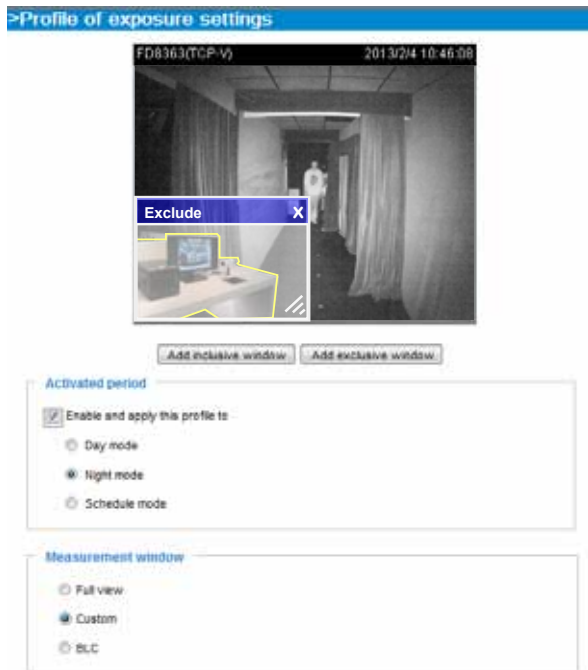 >Profile of exposure settings
FD8363(TCP-V) 2013/2/4 10:46:08
Exclude X
Add inclusive window Add exclusive window
Activated period
Enable and apply this profile to
Day mode
Night mode
Schedule mode
Measurement window
Full view
Custom
BLC